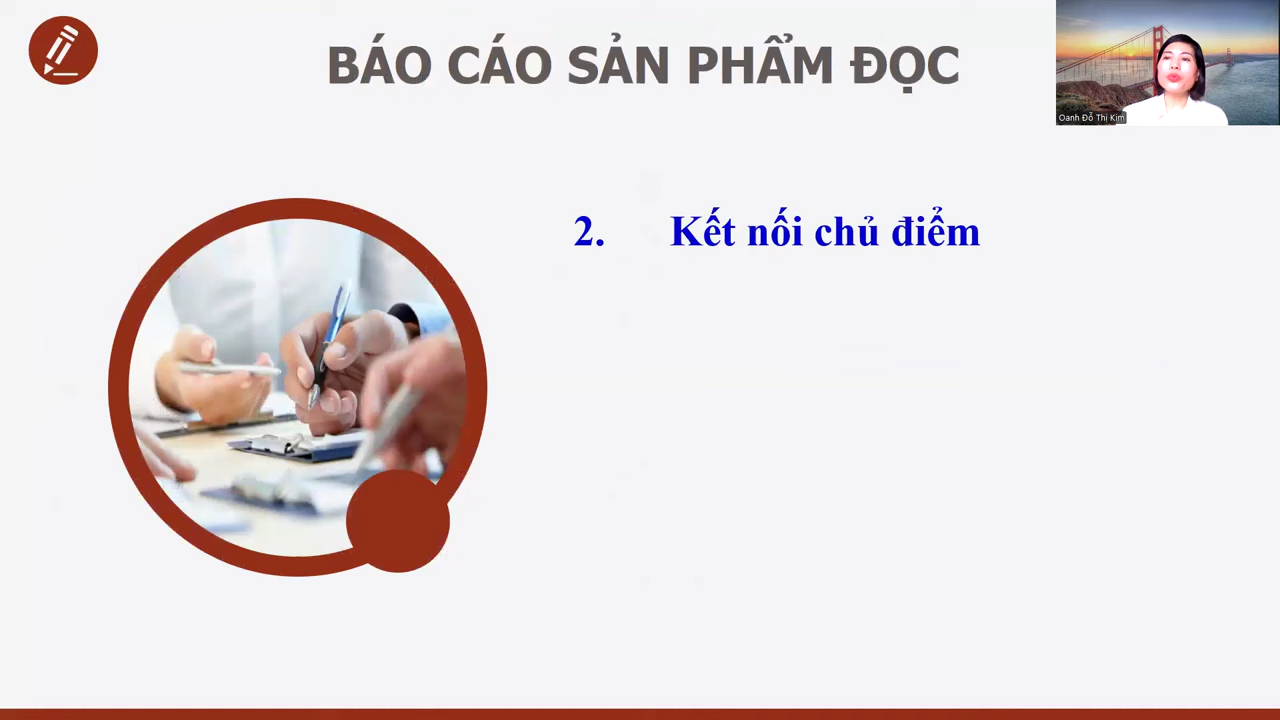 BÁO CÁO SẢN PHẨM ĐỌC
Oanh Đỗ Thị Kim
2. Kết nối chủ điểm